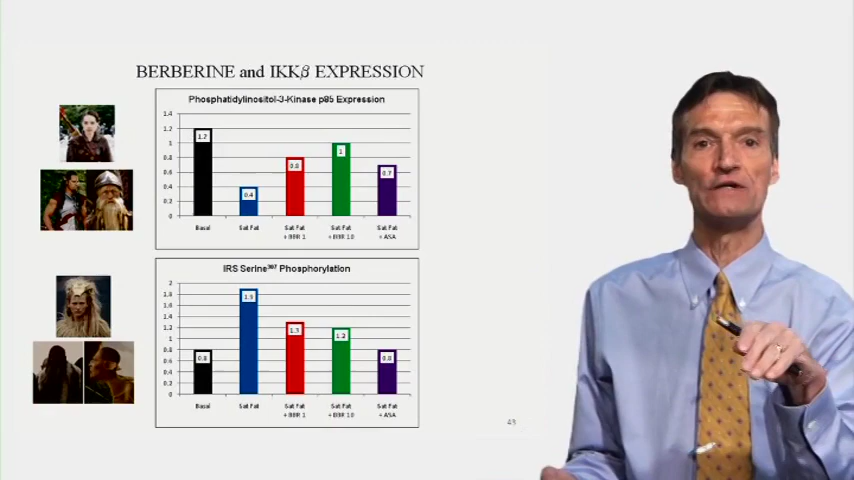 BERBERINE and IKKβ EXPRESSION
Phosphatidylinositol-3-Kinase p85 Expression
1.4
1.2
1
0.8
0.6
0.4
0.2
0
1.2
0.4
0.8
1
0.7
Basal
Sat Fat
Sat Fat
+ BBR 1
Sat Fat
+ BBR 10
Sat Fat
+ ASA
IRS Serine³⁰⁷ Phosphorylation
2
1.8
1.6
1.4
1.2
1
0.8
0.6
0.4
0.2
0
0.8
1.9
1.3
1.2
0.8
Basal
Sat Fat
Sat Fat
+ BBR 1
Sat Fat
+ BBR 10
Sat Fat
+ ASA
43